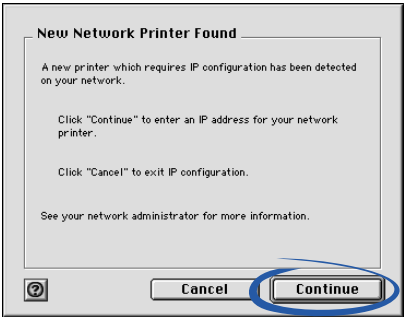 New Network Printer Found
A new printer which requires IP configuration has been detected
on your network.
Click "Continue" to enter an IP address for your network
printer.
Click "Cancel" to exit IP configuration.
See your network administrator for more information.
?
Cancel
Continue